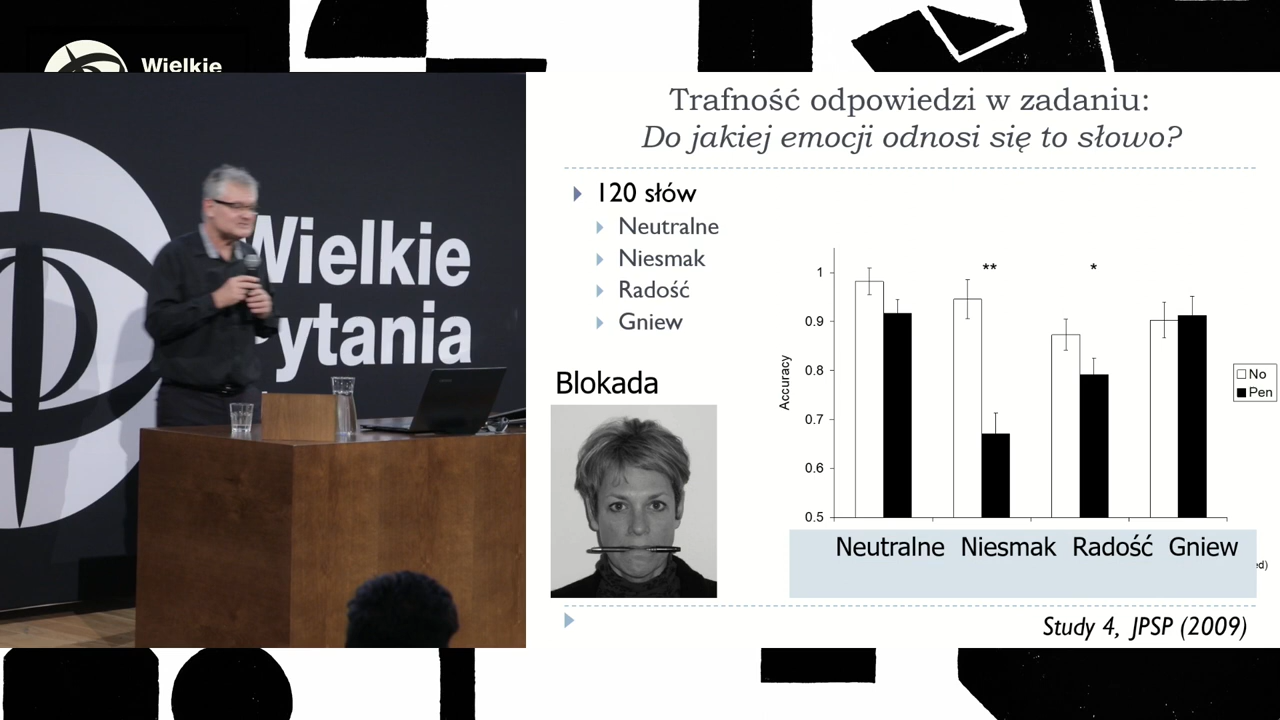 Wielkie
Wielkie
ytania
Trafność odpowiedzi w zadaniu:
Do jakiej emocji odnosi się to słowo?
120 słów
Neutralne
Niesmak
Radość
Gniew
Blokada
**
*
1
0.9
0.8
0.7
0.6
0.5
Accuracy
No
Pen
Neutralne Niesmak Radość Gniew
ed)
Study 4, JPSP (2009)